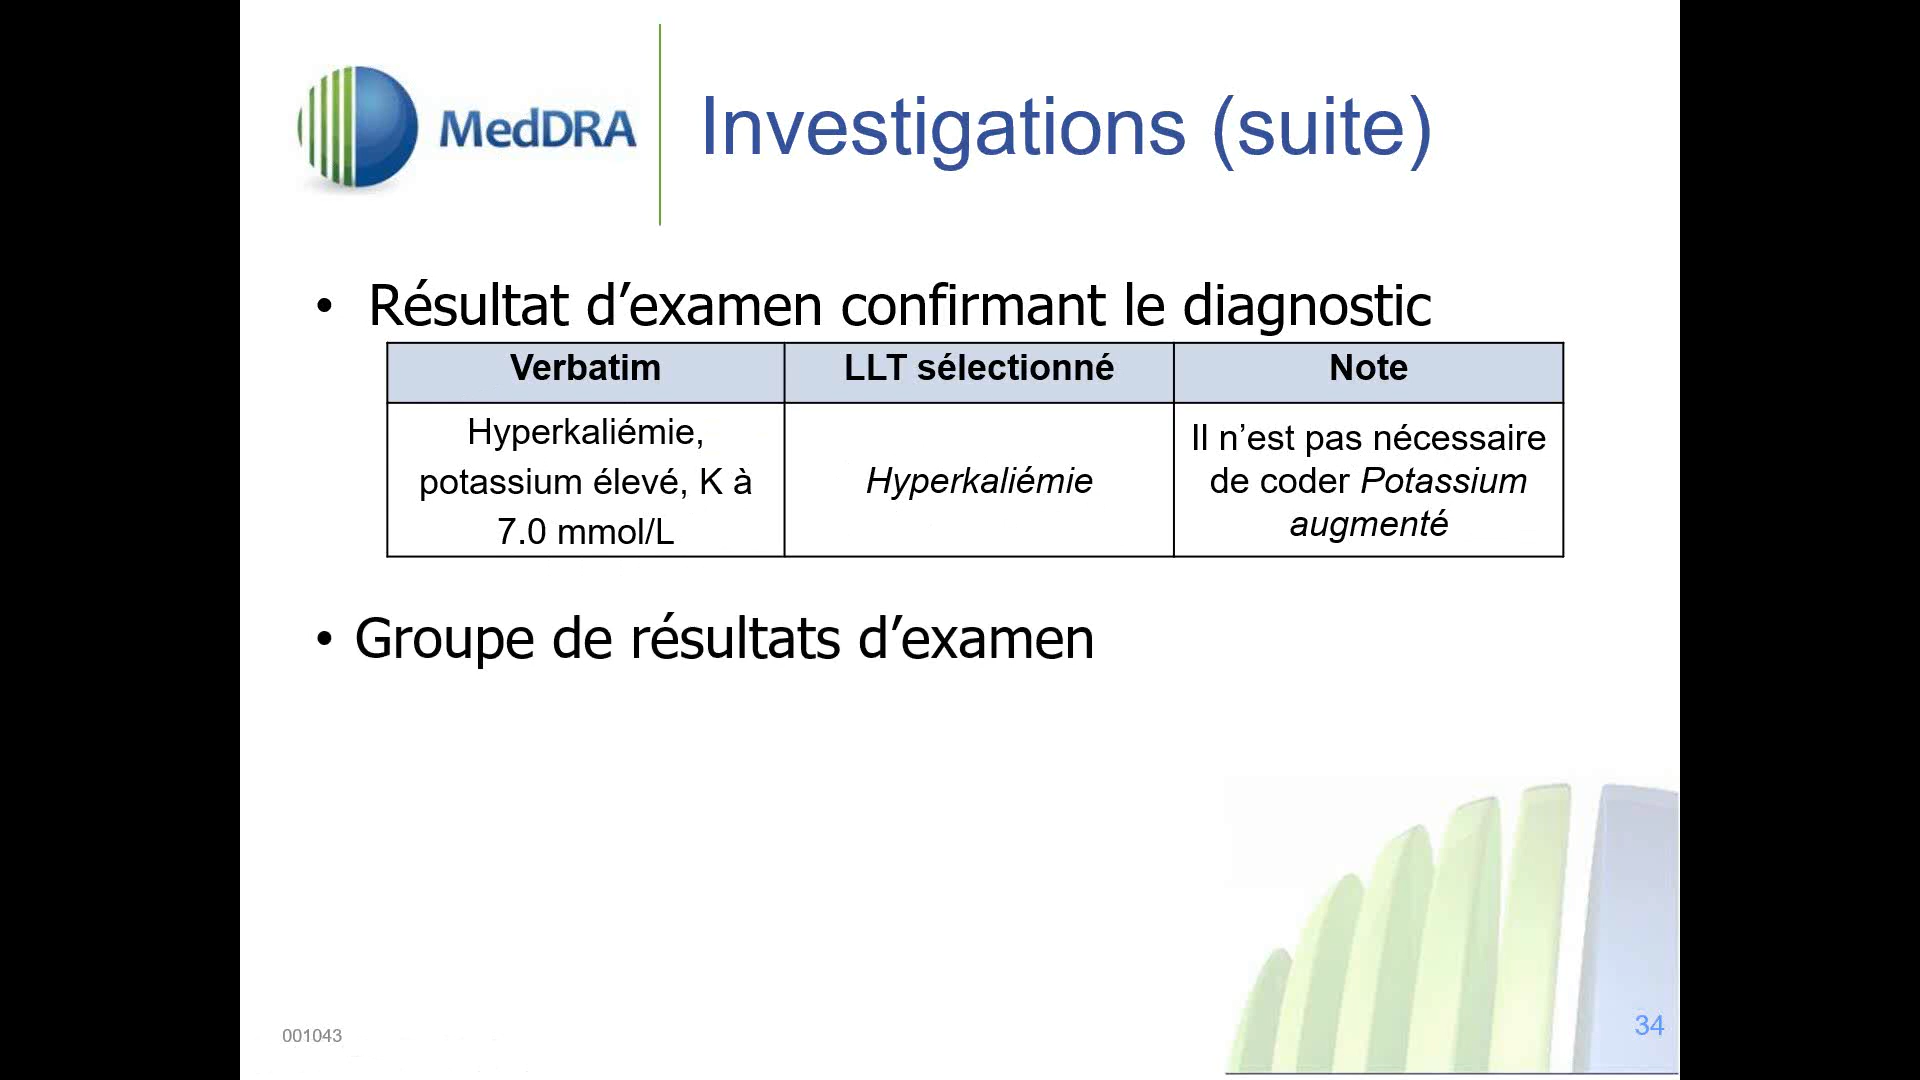 MedDRA
Investigations (suite)
• Résultat d’examen confirmant le diagnostic
Verbatim
LLT sélectionné
Note
Hyperkaliémie,
potassium élevé, K à
7.0 mmol/L
Hyperkaliémie
Il n’est pas nécessaire
de coder Potassium
augmenté
• Groupe de résultats d’examen
001043
34